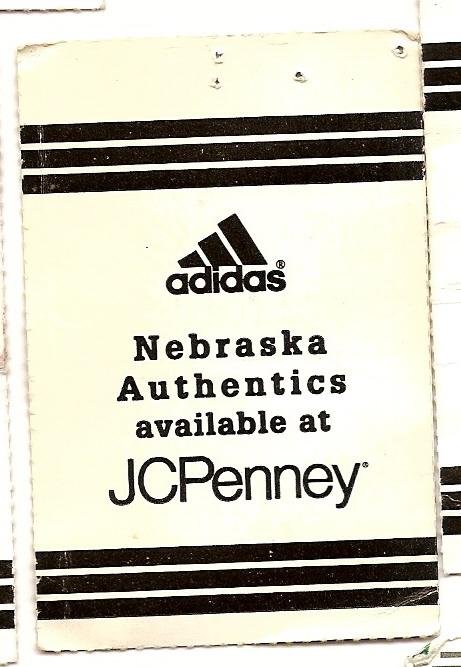 adidas®
Nebraska
Authentics
available at
JCPenney®